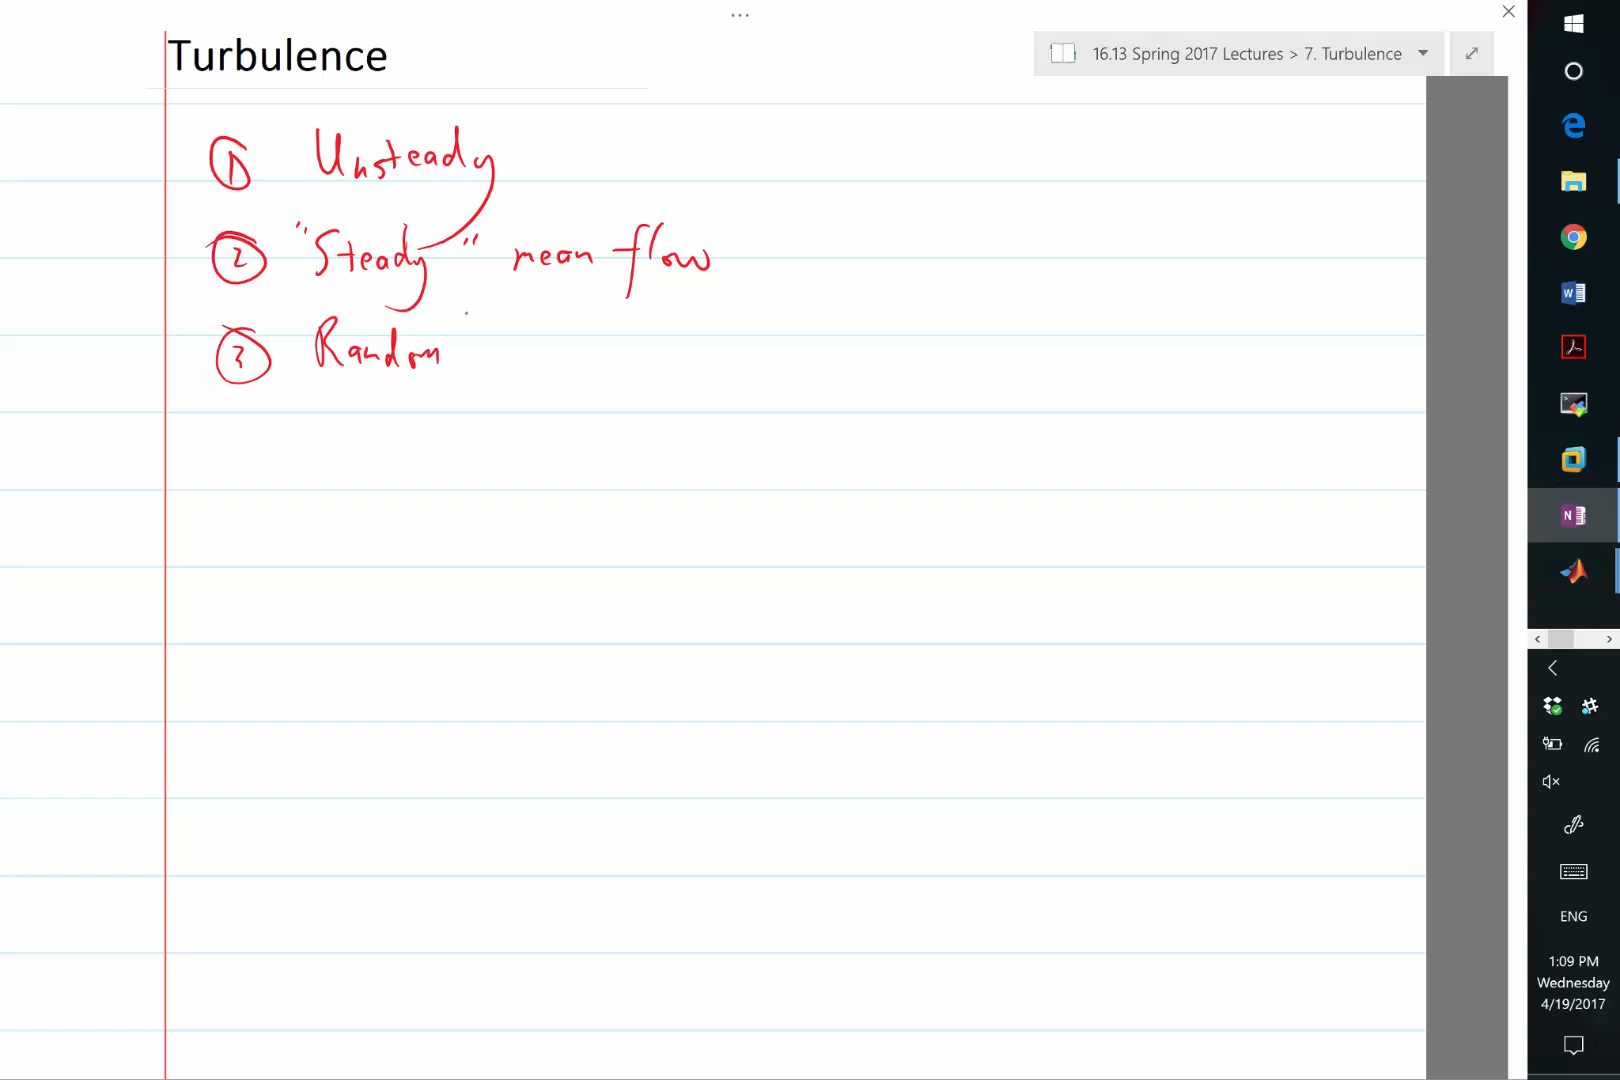 Turbulence
16.13 Spring 2017 Lectures > 7. Turbulence
① Unsteady
② "Steady" mean flow
③ Random
ENG
1:09 PM
Wednesday
4/19/2017